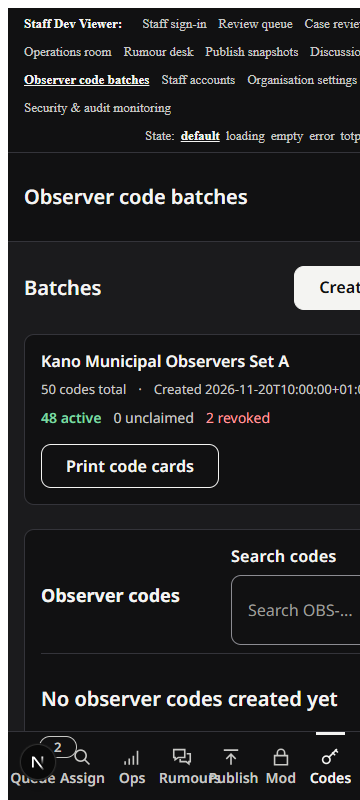 Staff Dev Viewer: Staff sign-in Review queue Case revie
Operations room Rumour desk Publish snapshots Discussio
Observer code batches Staff accounts Organisation settings
Security & audit monitoring
State: default loading empty error totp
Observer code batches
Batches
Creat
Kano Municipal Observers Set A
50 codes total · Created 2026-11-20T10:00:00+01:0
48 active 0 unclaimed 2 revoked
Print code cards
Search codes
Observer codes
Search OBS-...
No observer codes created yet
2
N
Queue Assign Ops Rumours Publish Mod Codes